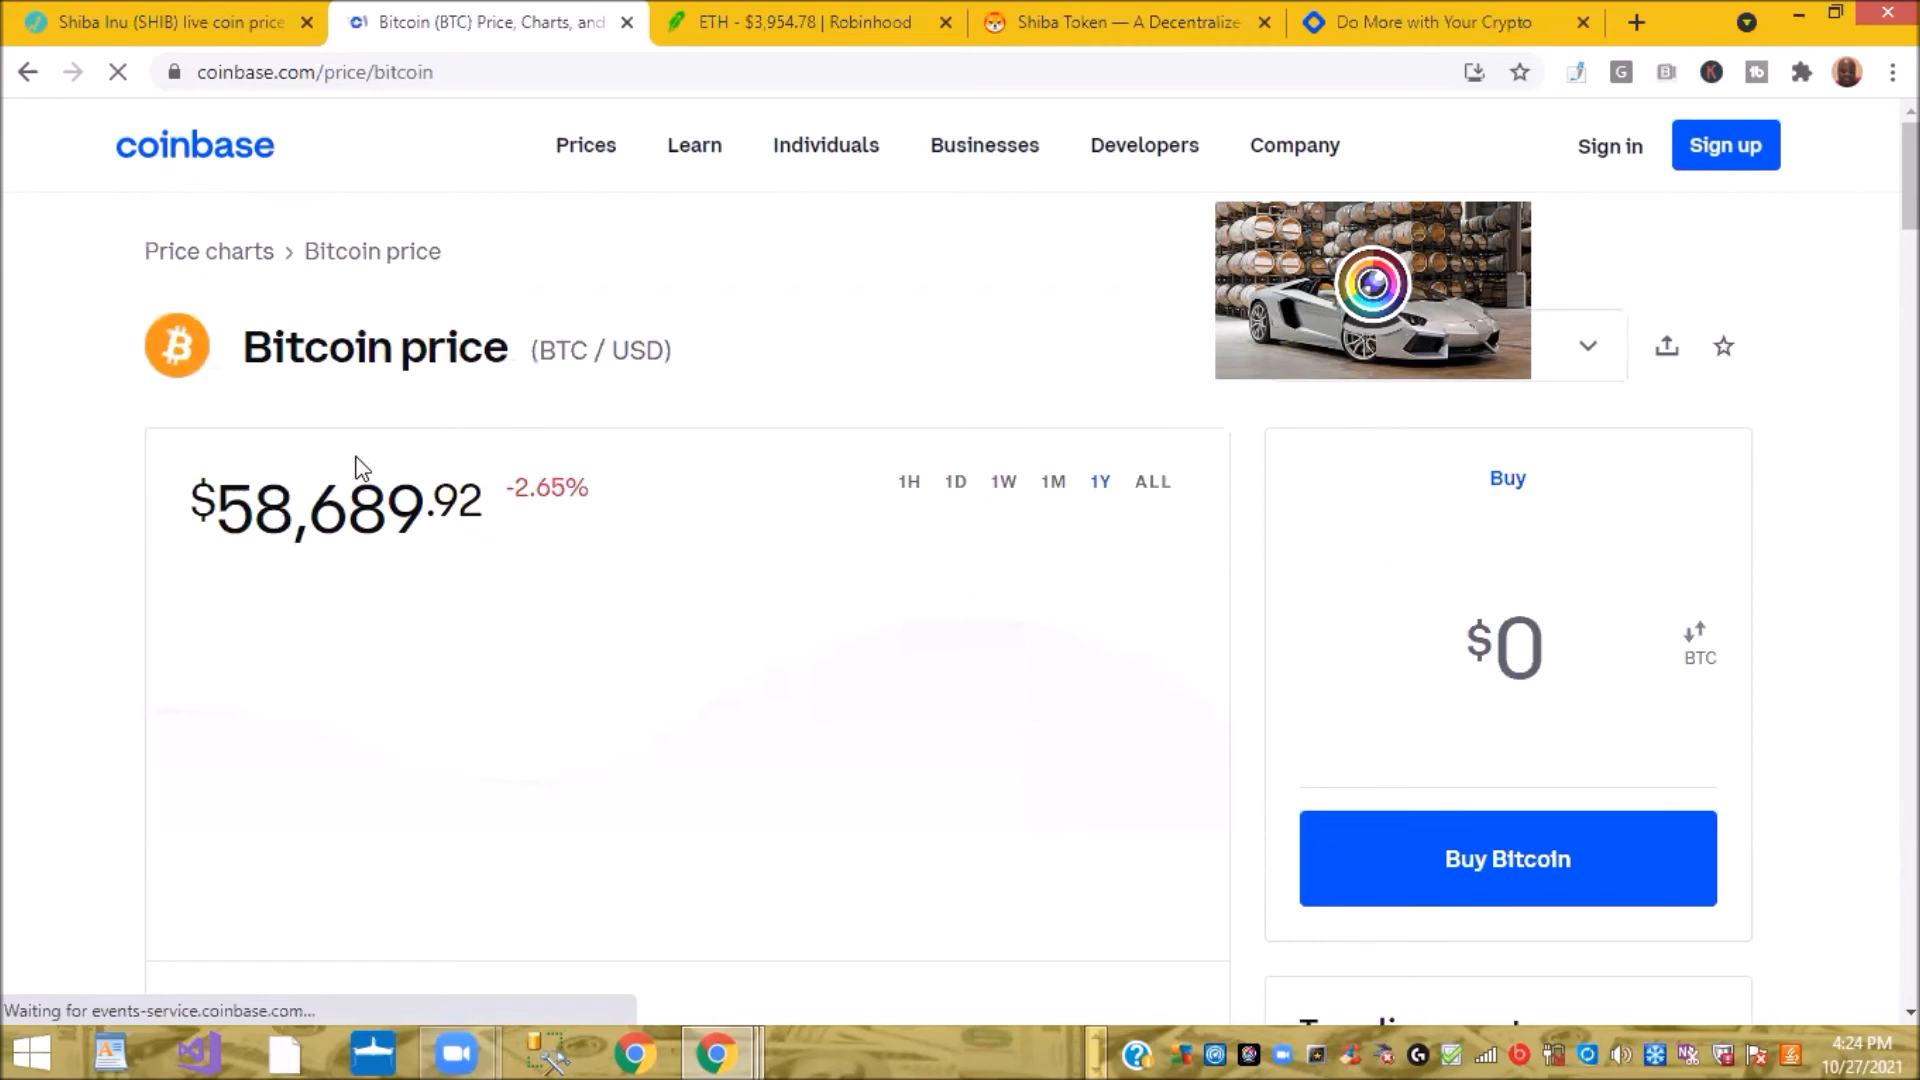 Shiba Inu (SHIB) live coin price
Bitcoin (BTC) Price, Charts, and
ETH - $3,954.78 | Robinhood
Shiba Token — A Decentralize
Do More with Your Crypto
coinbase.com/price/bitcoin
coinbase
Prices
Learn
Individuals
Businesses
Developers
Company
Sign in
Sign up
Price charts > Bitcoin price
Bitcoin price (BTC / USD)
$58,689.92 -2.65%
1H 1D 1W 1M 1Y ALL
Buy
$0
BTC
Buy Bitcoin
Waiting for events-service.coinbase.com...
4:24 PM
10/27/2021